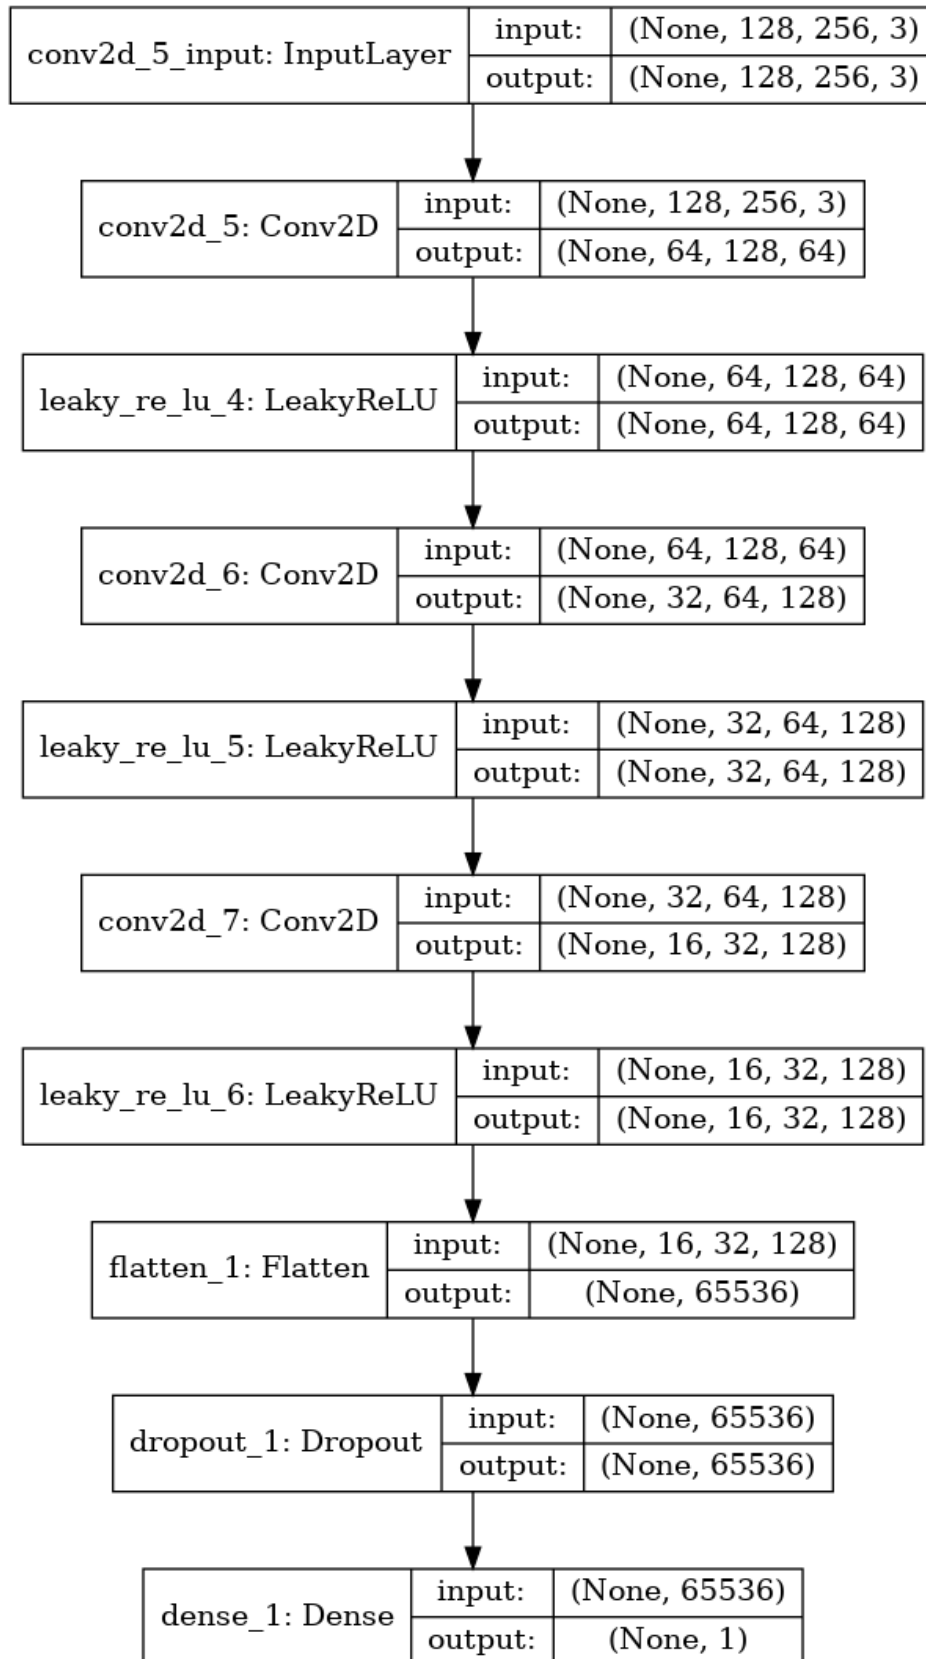 conv2d_5_input: InputLayer
input: (None, 128, 256, 3)
output: (None, 128, 256, 3)
conv2d_5: Conv2D
input: (None, 128, 256, 3)
output: (None, 64, 128, 64)
leaky_re_lu_4: LeakyReLU
input: (None, 64, 128, 64)
output: (None, 64, 128, 64)
conv2d_6: Conv2D
input: (None, 64, 128, 64)
output: (None, 32, 64, 128)
leaky_re_lu_5: LeakyReLU
input: (None, 32, 64, 128)
output: (None, 32, 64, 128)
conv2d_7: Conv2D
input: (None, 32, 64, 128)
output: (None, 16, 32, 128)
leaky_re_lu_6: LeakyReLU
input: (None, 16, 32, 128)
output: (None, 16, 32, 128)
flatten_1: Flatten
input: (None, 16, 32, 128)
output: (None, 65536)
dropout_1: Dropout
input: (None, 65536)
output: (None, 65536)
dense_1: Dense
input: (None, 65536)
output: (None, 1)